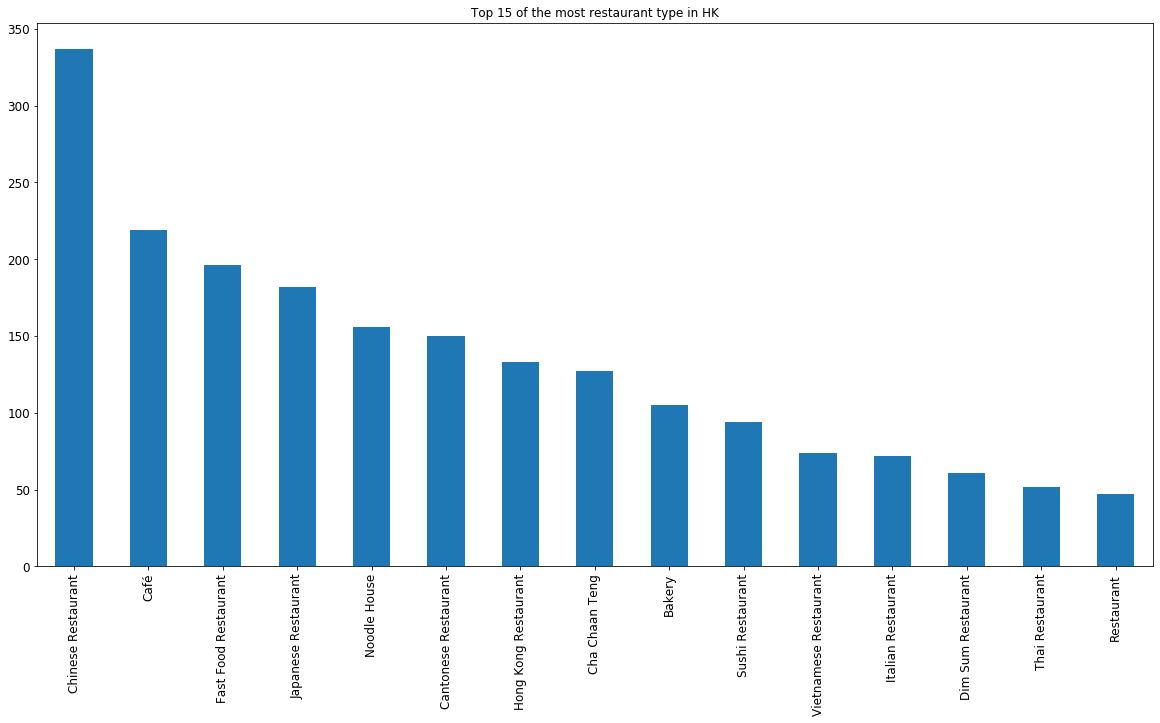 Top 15 of the most restaurant type in HK
350
300
250
200
150
100
50
0
Chinese Restaurant
Café
Fast Food Restaurant
Japanese Restaurant
Noodle House
Cantonese Restaurant
Hong Kong Restaurant
Cha Chaan Teng
Bakery
Sushi Restaurant
Vietnamese Restaurant
Italian Restaurant
Dim Sum Restaurant
Thai Restaurant
Restaurant